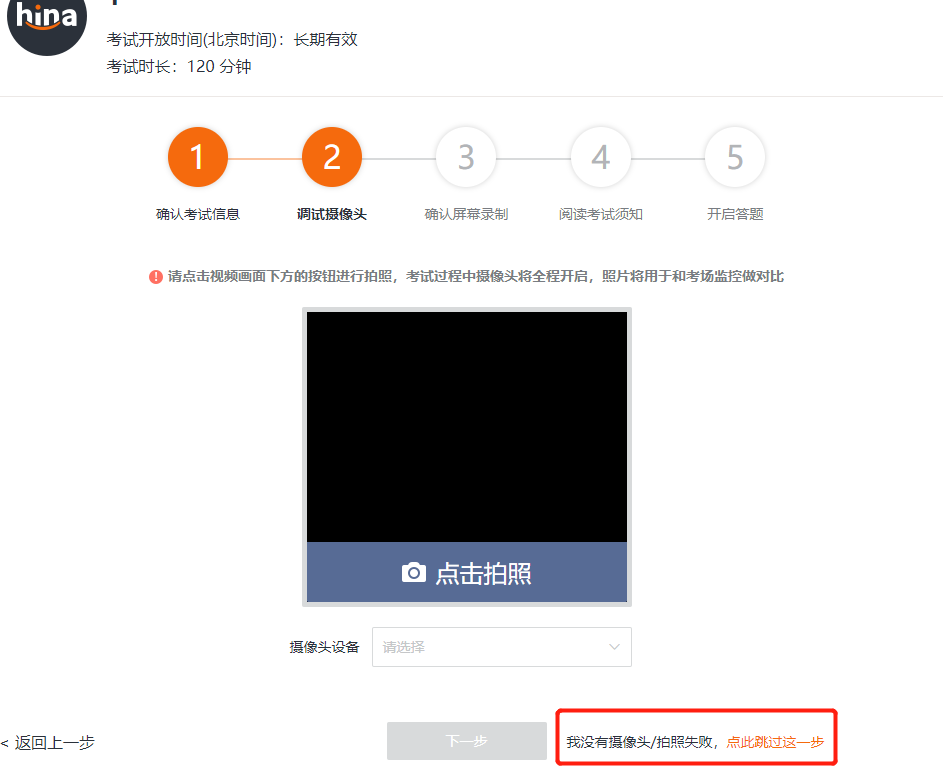 hina
考试开放时间(北京时间)：长期有效
考试时长：120 分钟
1 2 3 4 5
确认考试信息 调试摄像头 确认屏幕录制 阅读考试须知 开启答题
! 请点击视频画面下方的按钮进行拍照，考试过程中摄像头将全程开启，照片将用于和考场监控做对比
点击拍照
摄像头设备 请选择
< 返回上一步 下一步 我没有摄像头/拍照失败，点此跳过这一步